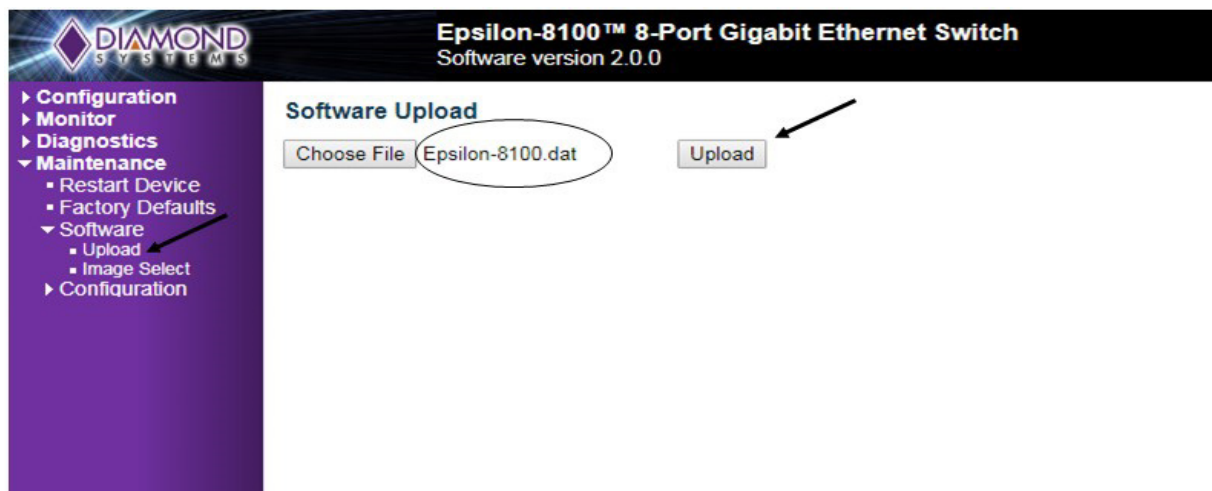 DIAMOND
SYSTEMS
Epsilon-8100™ 8-Port Gigabit Ethernet Switch
Software version 2.0.0
Configuration
Monitor
Diagnostics
Maintenance
Restart Device
Factory Defaults
Software
Upload
Image Select
Configuration
Software Upload
Choose File Epsilon-8100.dat Upload